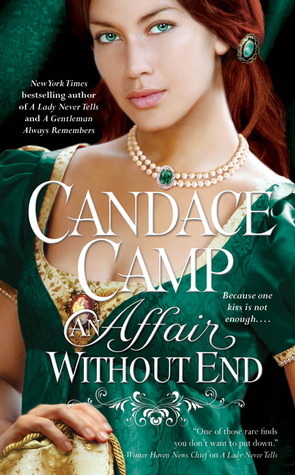 New York Times
bestselling author
of A Lady Never Tells
and A Gentleman
Always Remembers
CANDACE
CAMP
Because one
kiss is not
enough. . . .
AN Affair
WITHOUT END
"One of those rare finds
you don't want to put down."
Winter Haven News Chief on A Lady Never Tells